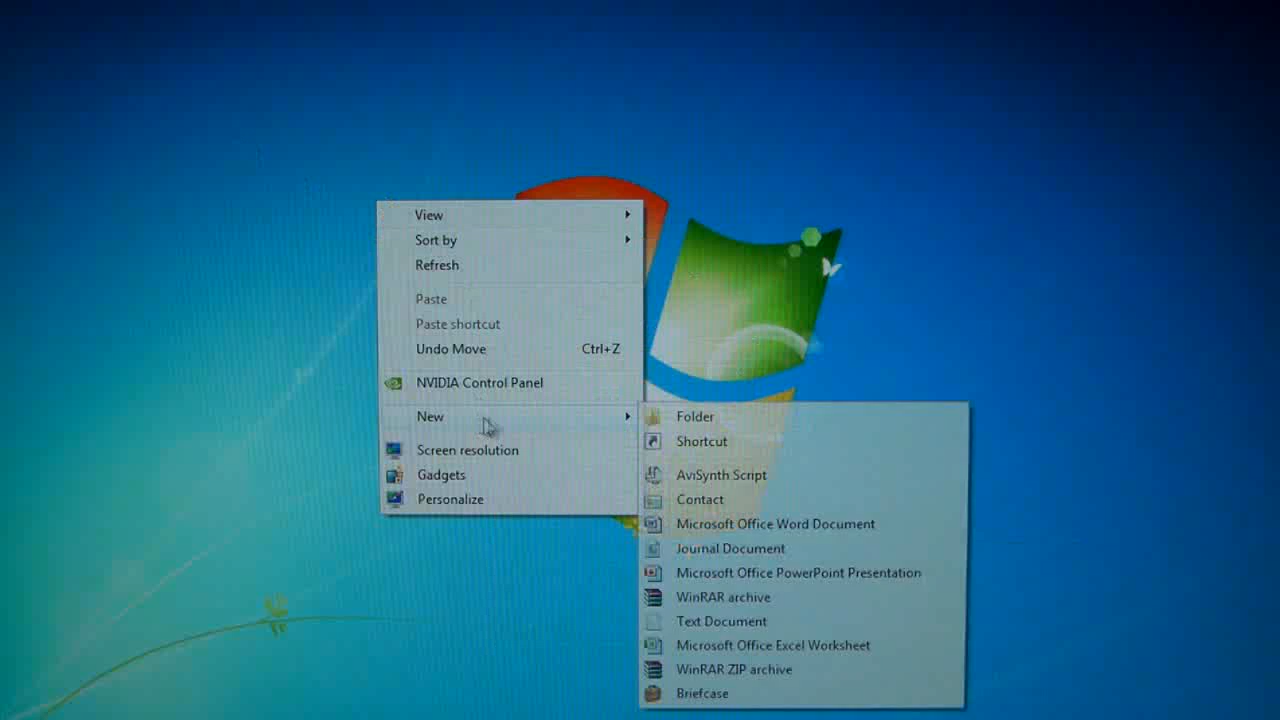 View
Sort by
Refresh
Paste
Paste shortcut
Undo Move Ctrl+Z
NVIDIA Control Panel
New
Screen resolution
Gadgets
Personalize
Folder
Shortcut
AviSynth Script
Contact
Microsoft Office Word Document
Journal Document
Microsoft Office PowerPoint Presentation
WinRAR archive
Text Document
Microsoft Office Excel Worksheet
WinRAR ZIP archive
Briefcase